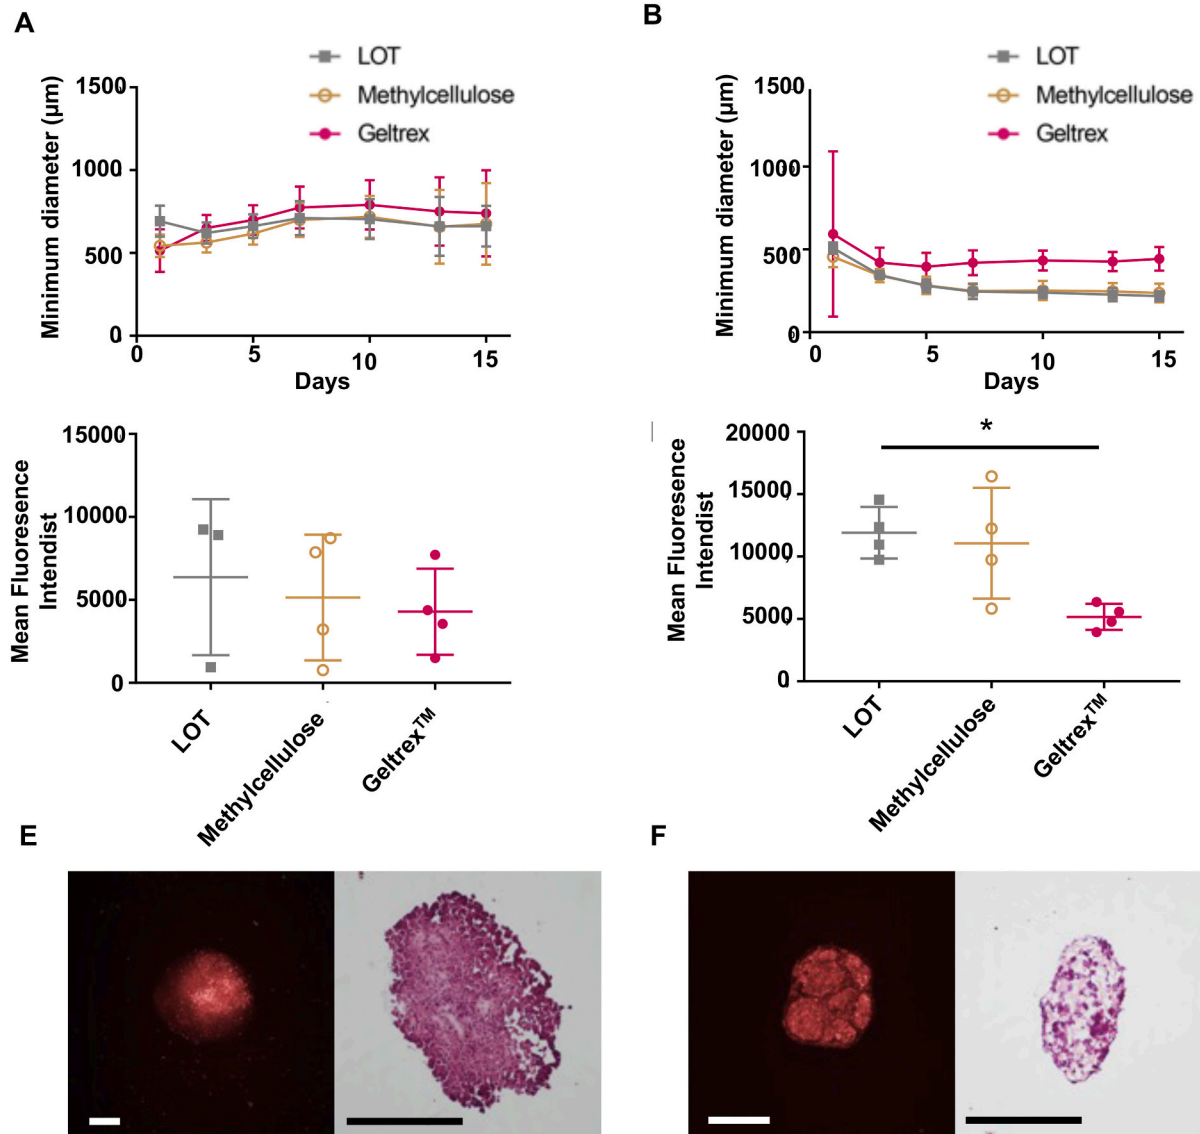 A
LOT
Methylcellulose
Geltrex
Minimum diameter (µm)
1500
1000
500
0
0
5
10
15
Days
B
LOT
Methylcellulose
Geltrex
Minimum diameter (µm)
1500
1000
500
0
0
5
10
15
Days
Mean Fluoresence
Intendist
15000
10000
5000
0
LOT
Methylcellulose
Geltrex™
Mean Fluoresence
Intendist
20000
15000
10000
5000
0
*
LOT
Methylcellulose
Geltrex™
E
F